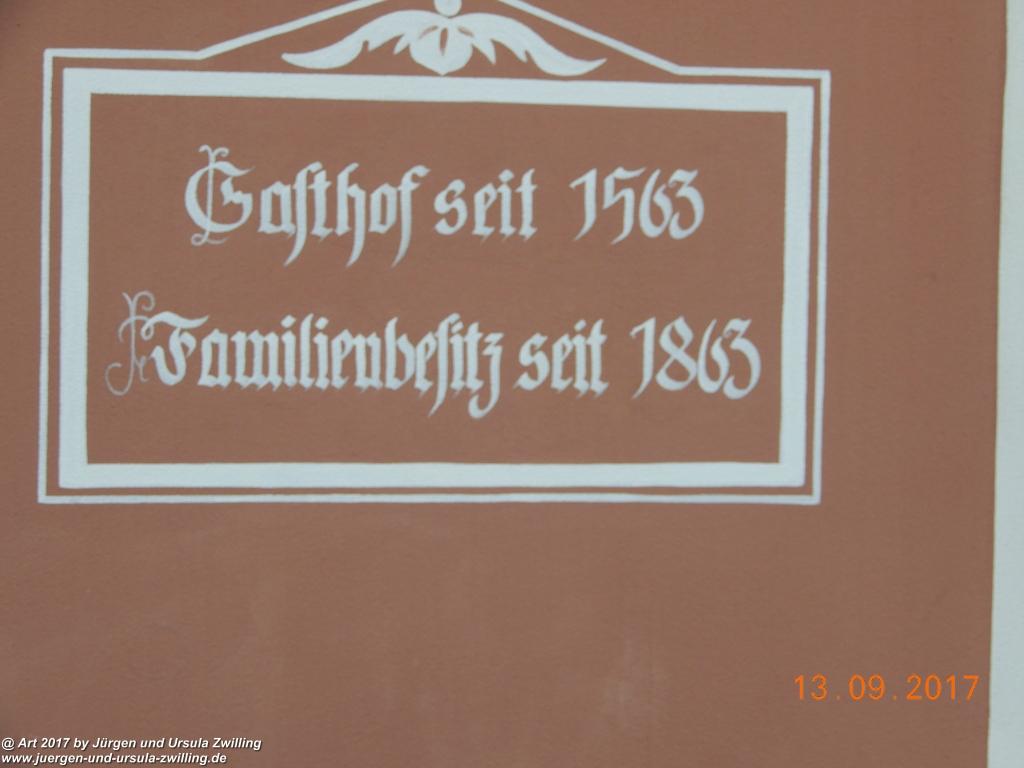 Gasthof seit 1563
Familienbesitz seit 1863
13.09.2017
@ Art 2017 by Jürgen und Ursula Zwilling
www.juergen-und-ursula-zwilling.de